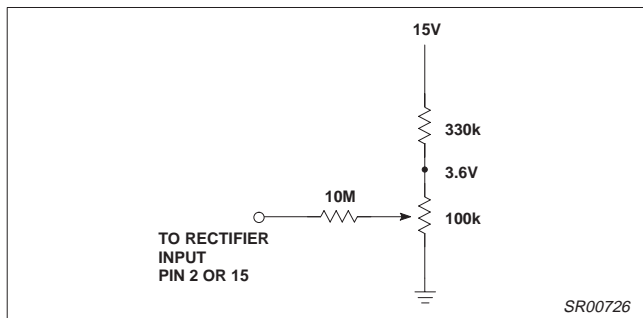 15V
330k
3.6V
10M
100k
TO RECTIFIER
INPUT
PIN 2 OR 15
SR00726